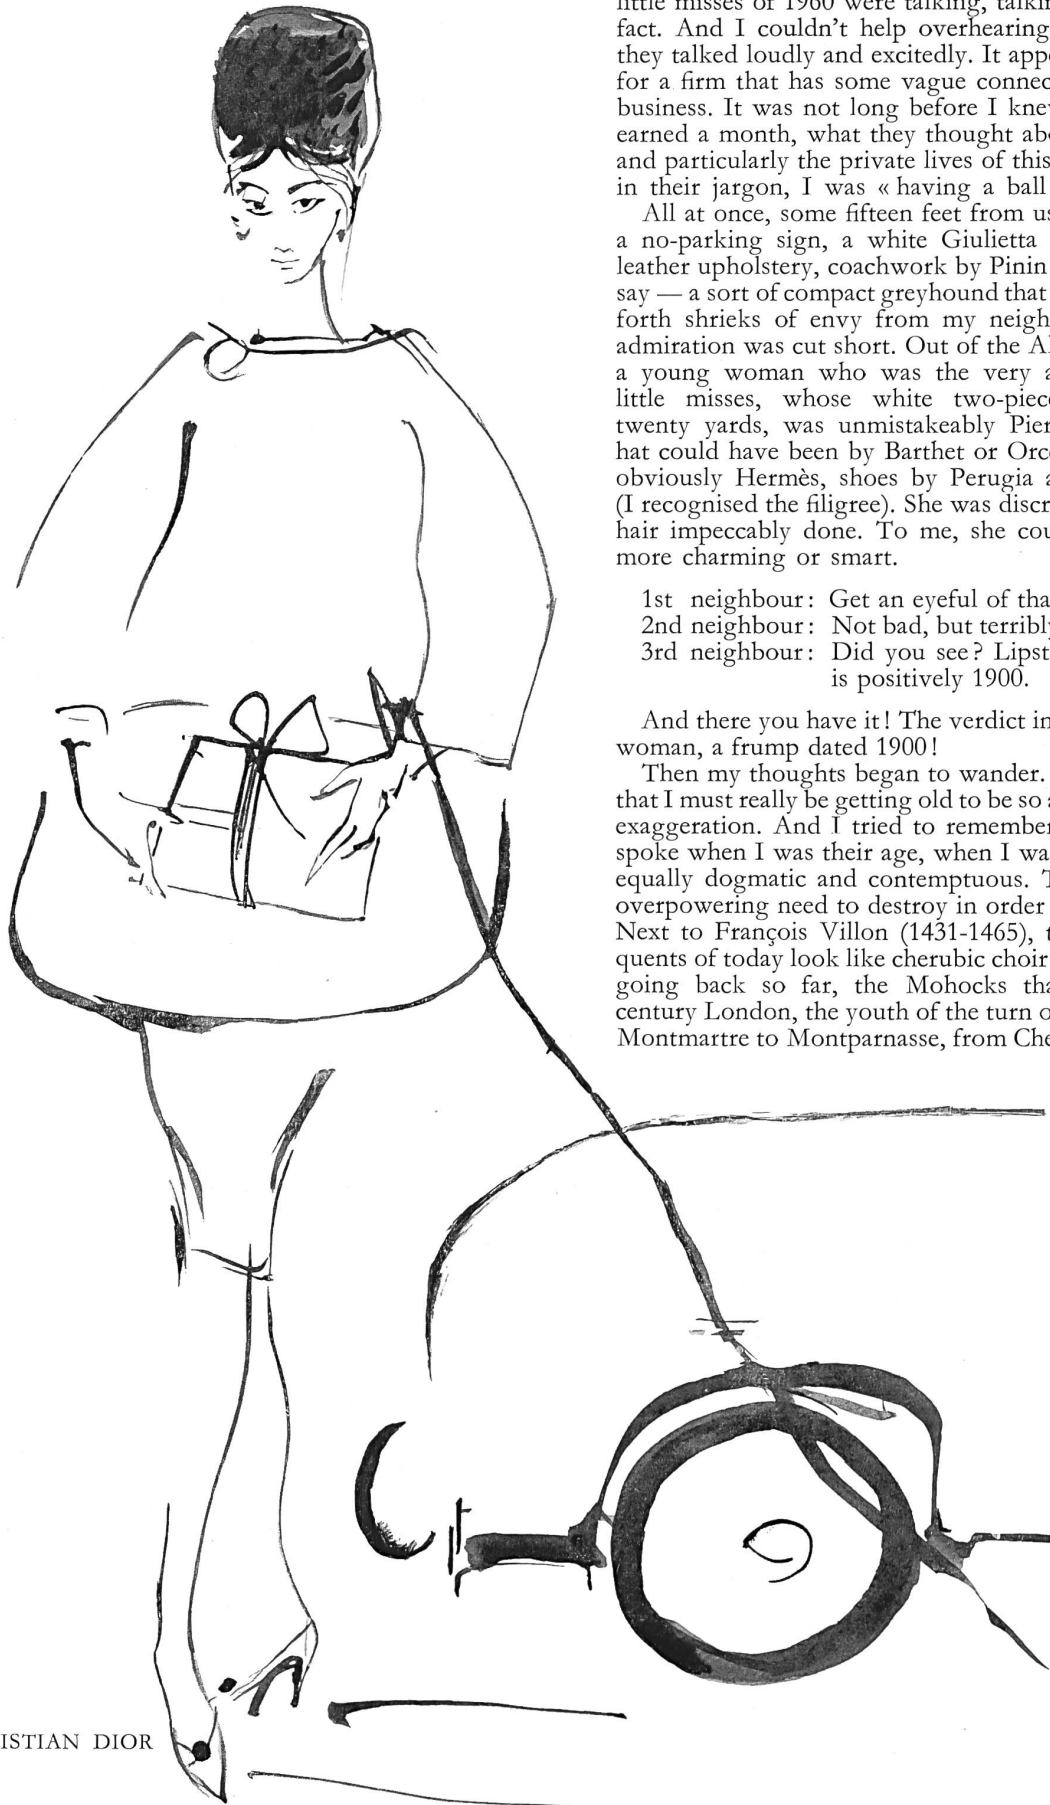 little misses of 1960 were talking, talkin
fact. And I couldn't help overhearing
they talked loudly and excitedly. It appe
for a firm that has some vague connec
business. It was not long before I knev
earned a month, what they thought abo
and particularly the private lives of this
in their jargon, I was « having a ball
All at once, some fifteen feet from us
a no-parking sign, a white Giulietta
leather upholstery, coachwork by Pinin
say — a sort of compact greyhound that
forth shrieks of envy from my neigh
admiration was cut short. Out of the Al
a young woman who was the very a
little misses, whose white two-piec
twenty yards, was unmistakeably Pier
hat could have been by Barthet or Orc
obviously Hermès, shoes by Perugia a
(I recognised the filigree). She was discr
hair impeccably done. To me, she cou
more charming or smart.
1st neighbour: Get an eyeful of tha
2nd neighbour: Not bad, but terribly
3rd neighbour: Did you see? Lipst
is positively 1900.
And there you have it! The verdict in
woman, a frump dated 1900!
Then my thoughts began to wander.
that I must really be getting old to be so a
exaggeration. And I tried to remember
spoke when I was their age, when I wa
equally dogmatic and contemptuous. T
overpowering need to destroy in order
Next to François Villon (1431-1465), t
quents of today look like cherubic choir
going back so far, the Mohocks tha
century London, the youth of the turn o
Montmartre to Montparnasse, from Che
ISTIAN DIOR